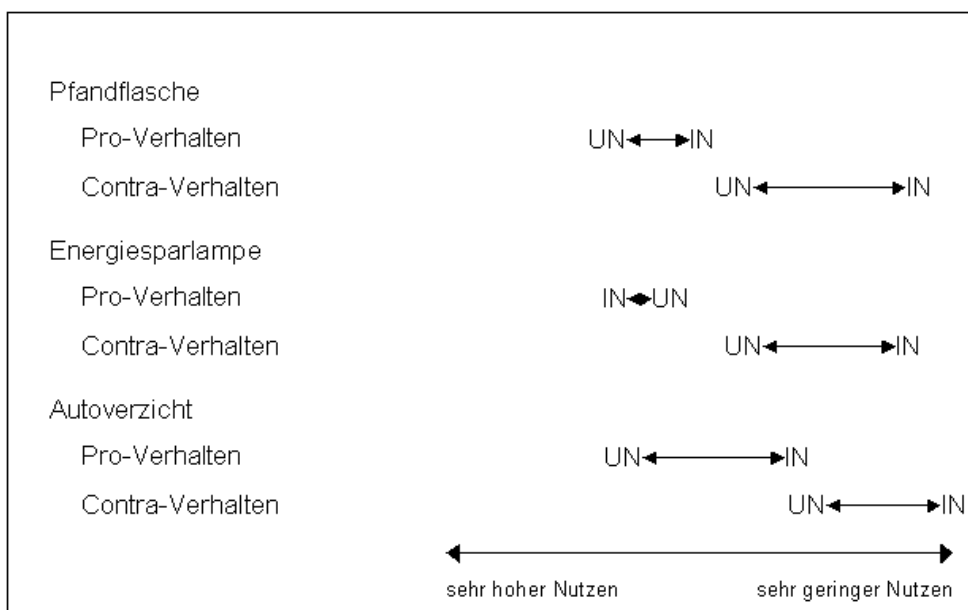 Pfandflasche
Pro-Verhalten UN IN
Contra-Verhalten UN IN
Energiesparlampe
Pro-Verhalten IN UN
Contra-Verhalten UN IN
Autoverzicht
Pro-Verhalten UN IN
Contra-Verhalten UN IN
sehr hoher Nutzen sehr geringer Nutzen